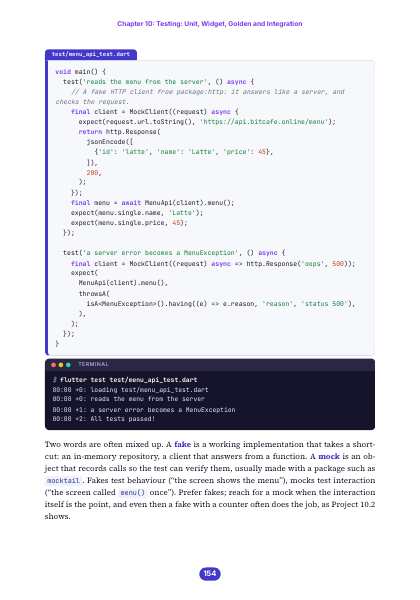 Chapter 10: Testing: Unit, Widget, Golden and Integration
test/menu_api_test.dart
void main() {
  test('reads the menu from the server', () async {
    // A fake HTTP client from package:http: it answers like a server, and
checks the request.
    final client = MockClient((request) async {
      expect(request.url.toString(), 'https://api.bitcafe.online/menu');
      return http.Response(
        jsonEncode([
          {'id': 'latte', 'name': 'Latte', 'price': 45},
        ]),
        200,
      );
    });
    final menu = await MenuApi(client).menu();
    expect(menu.single.name, 'Latte');
    expect(menu.single.price, 45);
  });

  test('a server error becomes a MenuException', () async {
    final client = MockClient((request) async => http.Response('oops', 500));
    expect(
      MenuApi(client).menu(),
      throwsA(
        isA<MenuException>().having((e) => e.reason, 'reason', 'status 500'),
      ),
    );
  });
}
TERMINAL
$ flutter test test/menu_api_test.dart
00:00 +0: loading test/menu_api_test.dart
00:00 +0: reads the menu from the server
00:00 +1: a server error becomes a MenuException
00:00 +2: All tests passed!
Two words are often mixed up. A fake is a working implementation that takes a short-
cut: an in-memory repository, a client that answers from a function. A mock is an ob-
ject that records calls so the test can verify them, usually made with a package such as
mocktail. Fakes test behaviour (“the screen shows the menu”), mocks test interaction
(“the screen called menu() once”). Prefer fakes; reach for a mock when the interaction
itself is the point, and even then a fake with a counter often does the job, as Project 10.2
shows.
154